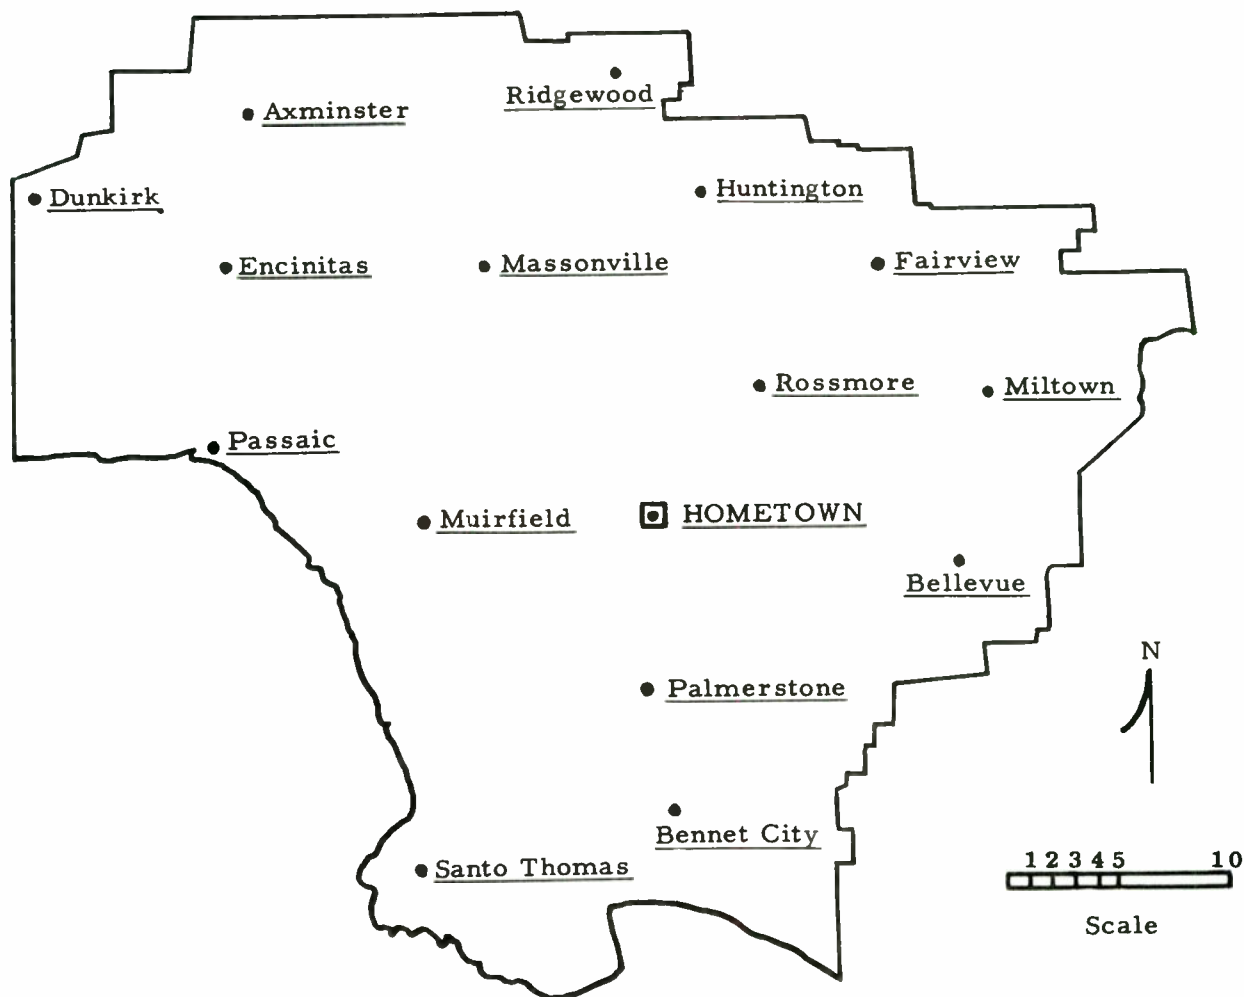 Ridgewood
Axminster
Huntington
Dunkirk
Fairview
Encinitas
Massonville
Rossmore
Miltown
Passaic
Muirfield
HOMETOWN
Bellevue
N
Palmerstone
Bennet City
Santo Thomas
1 2 3 4 5 10
Scale